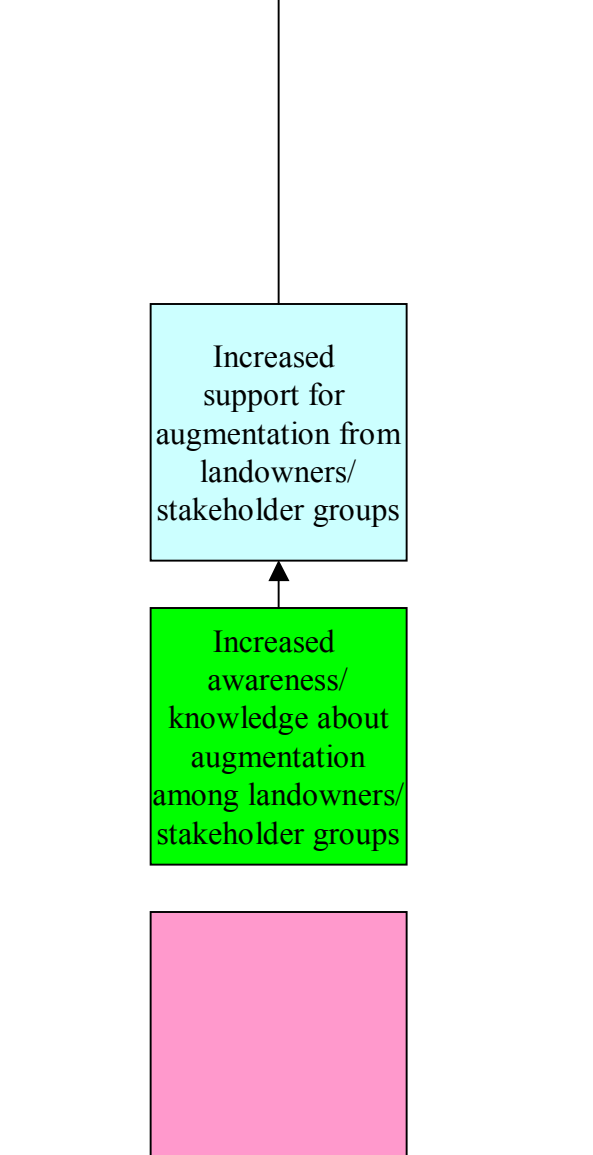 Increased
support for
augmentation from
landowners/
stakeholder groups
Increased
awareness/
knowledge about
augmentation
among landowners/
stakeholder groups